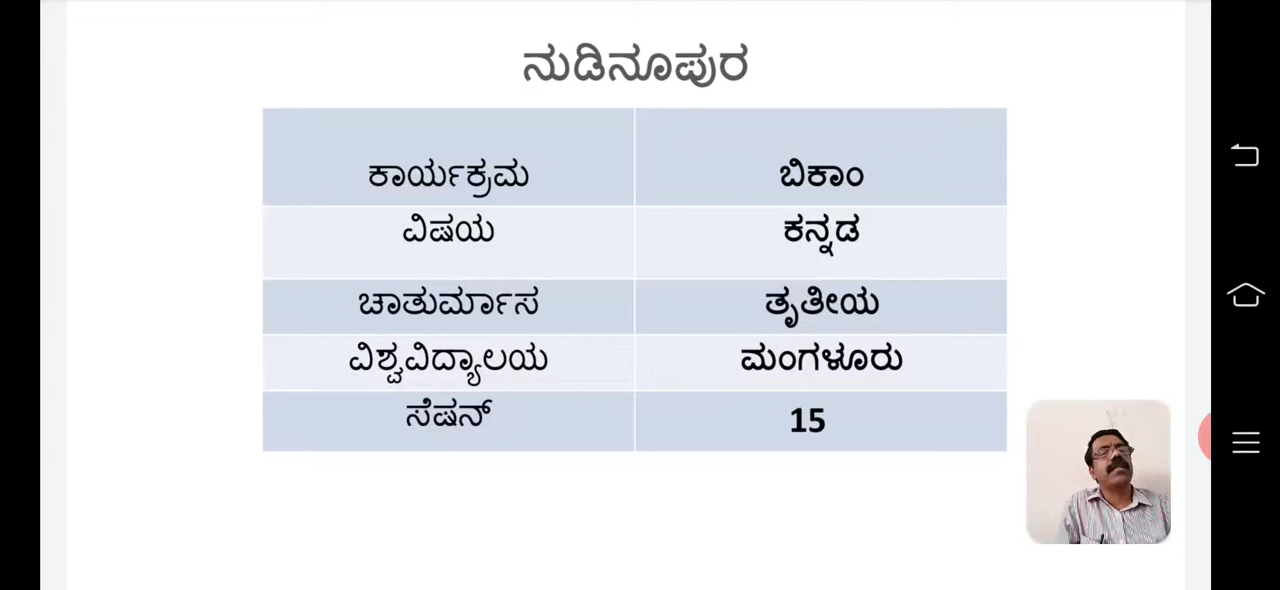 ನುಡಿನೂಪುರ
ಕಾರ್ಯಕ್ರಮ ಬಿಕಾಂ
ವಿಷಯ ಕನ್ನಡ
ಚಾತುರ್ಮಾಸ ತೃತೀಯ
ವಿಶ್ವವಿದ್ಯಾಲಯ ಮಂಗಳೂರು
ಸೆಷನ್ 15